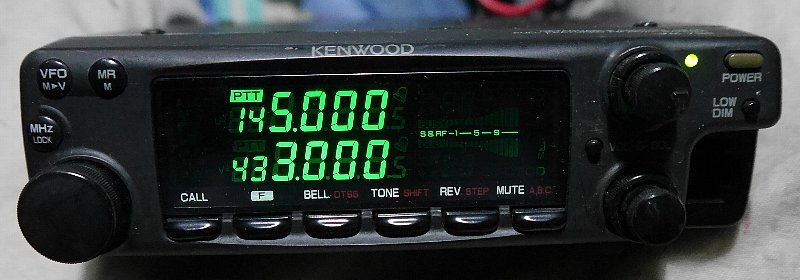 KENWOOD
VFO
M►V
MR
M
MHz
LOCK
PTT
145.000
433.000
S&RF-1-5-9
POWER
LOW
DIM
CALL F BELL DTSS TONE SHIFT REV STEP MUTE A.B.C